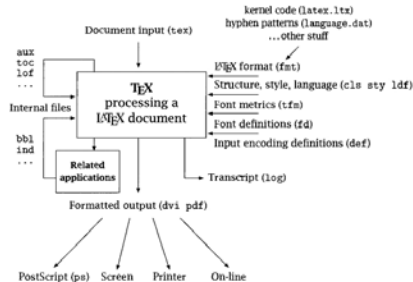 kernel code (latex.ltx)
hyphen patterns (language.dat)
...other stuff
Document input (tex)
aux
toc
lof
...
Internal files
bbl
ind
...
TEX
processing a
LATEX document
LATEX format (fmt)
Structure, style, language (cls sty ldf)
Font metrics (tfm)
Font definitions (fd)
Input encoding definitions (def)
Related
applications
Transcript (log)
Formatted output (dvi pdf)
PostScript (ps) Screen Printer On-line